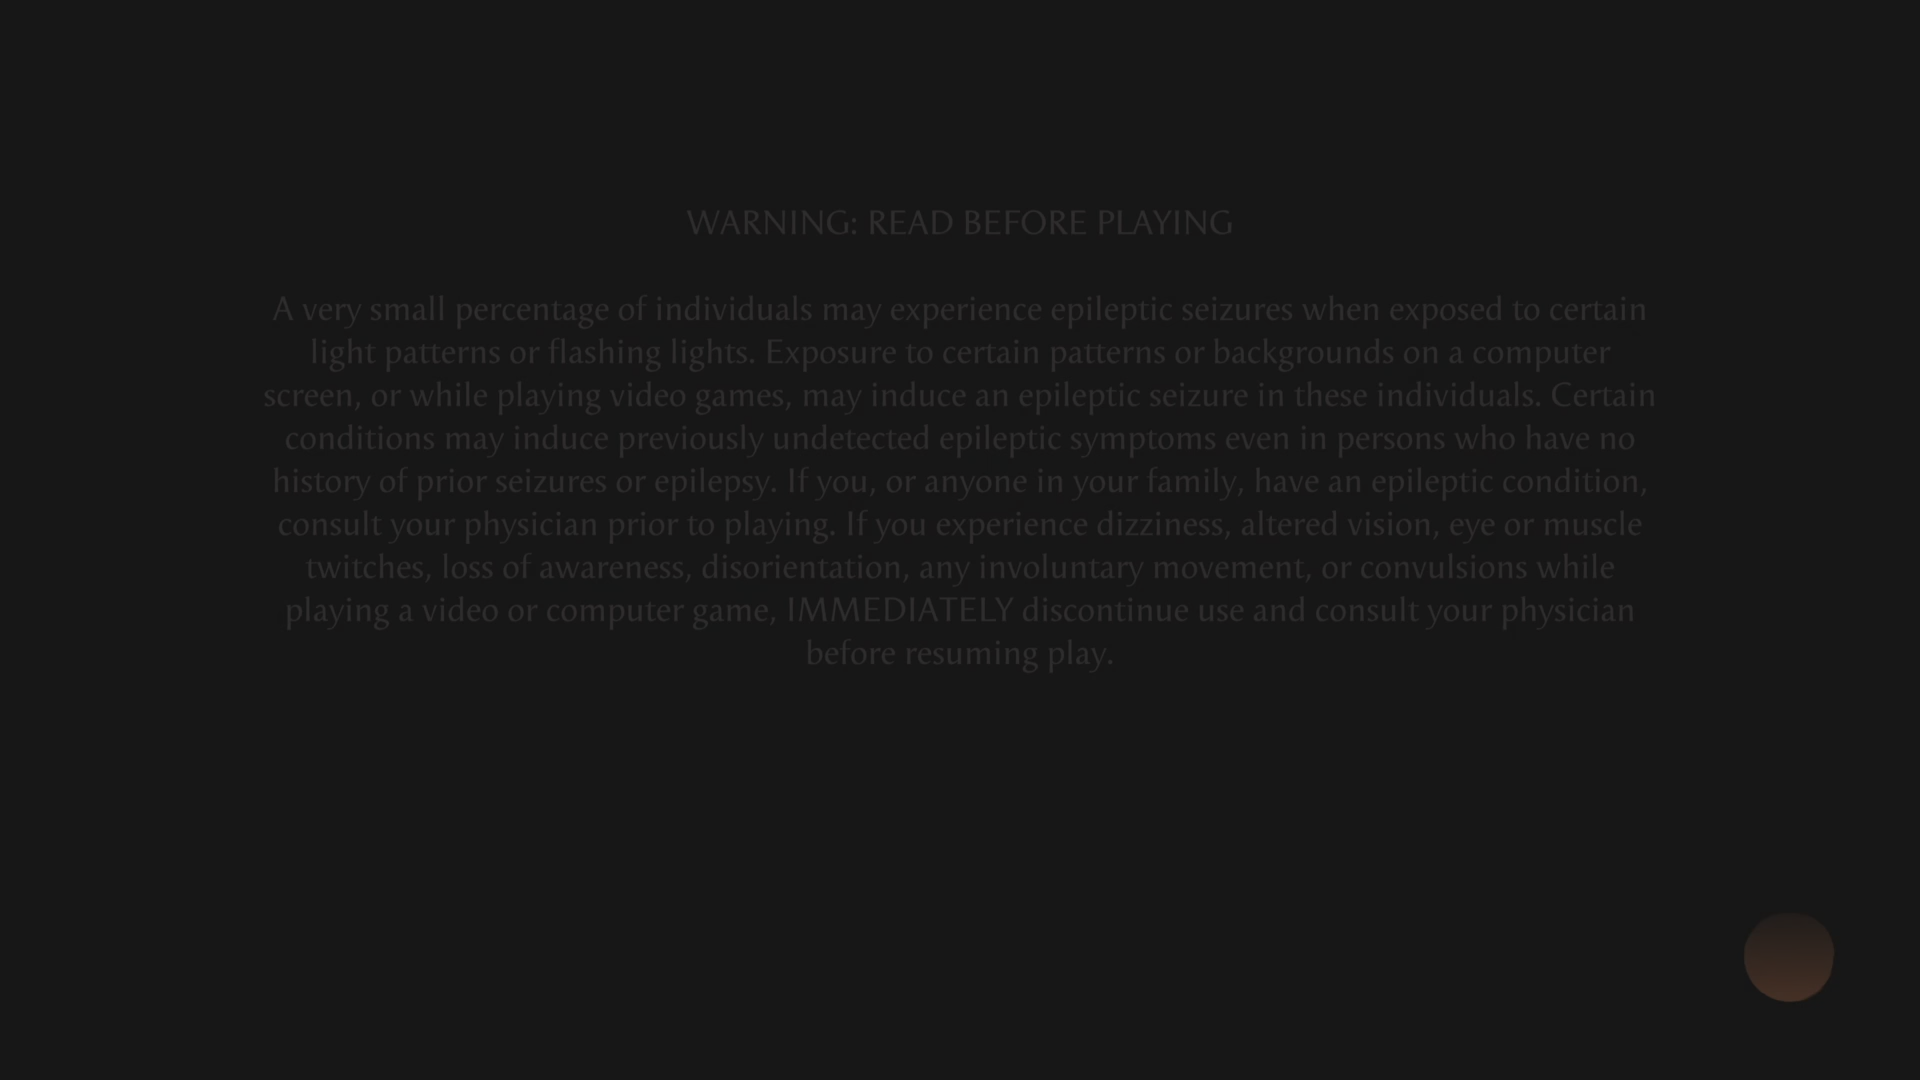 WARNING: READ BEFORE PLAYING
A very small percentage of individuals may experience epileptic seizures when exposed to certain
light patterns or flashing lights. Exposure to certain patterns or backgrounds on a computer
screen, or while playing video games, may induce an epileptic seizure in these individuals. Certain
conditions may induce previously undetected epileptic symptoms even in persons who have no
history of prior seizures or epilepsy. If you, or anyone in your family, have an epileptic condition,
consult your physician prior to playing. If you experience dizziness, altered vision, eye or muscle
twitches, loss of awareness, disorientation, any involuntary movement, or convulsions while
playing a video or computer game, IMMEDIATELY discontinue use and consult your physician
before resuming play.